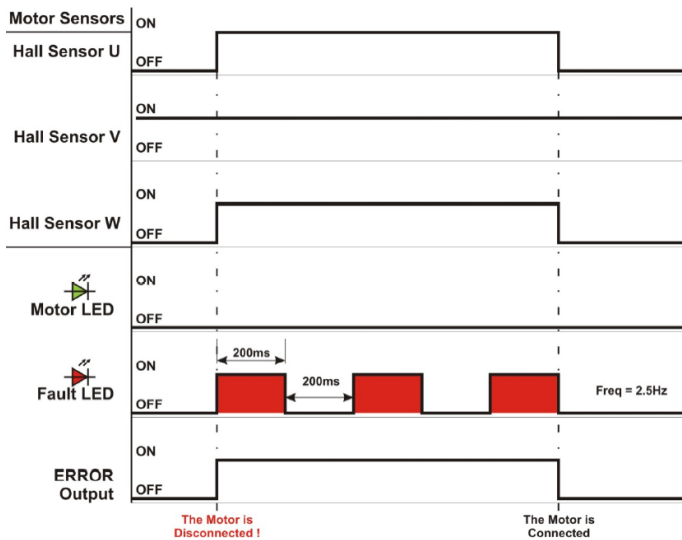 Motor Sensors
ON
Hall Sensor U
OFF
ON
Hall Sensor V
OFF
ON
Hall Sensor W
OFF
ON
Motor LED
OFF
ON
200ms
200ms
Fault LED
OFF
Freq = 2.5Hz
ON
ERROR
Output
OFF
The Motor is
Disconnected !
The Motor is
Connected